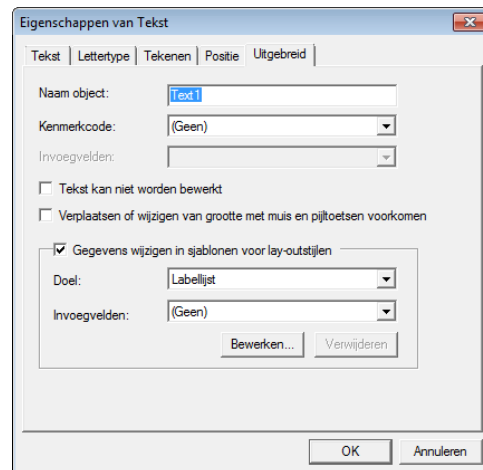 Eigenschappen van Tekst
Tekst Lettertype Tekenen Positie Uitgebreid
Naam object: Text1
Kenmerkcode: (Geen)
Invoegvelden:
Tekst kan niet worden bewerkt
Verplaatsen of wijzigen van grootte met muis en pijltoetsen voorkomen
Gegevens wijzigen in sjablonen voor lay-outstijlen
Doel: Labellijst
Invoegvelden: (Geen)
Bewerken... Verwijderen
OK Annuleren